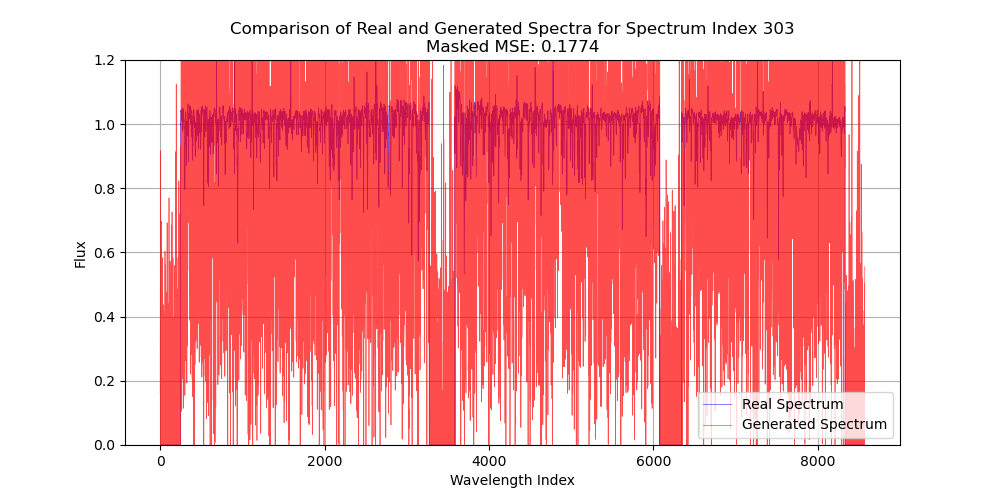 Comparison of Real and Generated Spectra for Spectrum Index 303
Masked MSE: 0.1774
1.2
1.0
0.8
0.6
0.4
0.2
0.0
Flux
0
2000
4000
6000
8000
Wavelength Index
Real Spectrum
Generated Spectrum